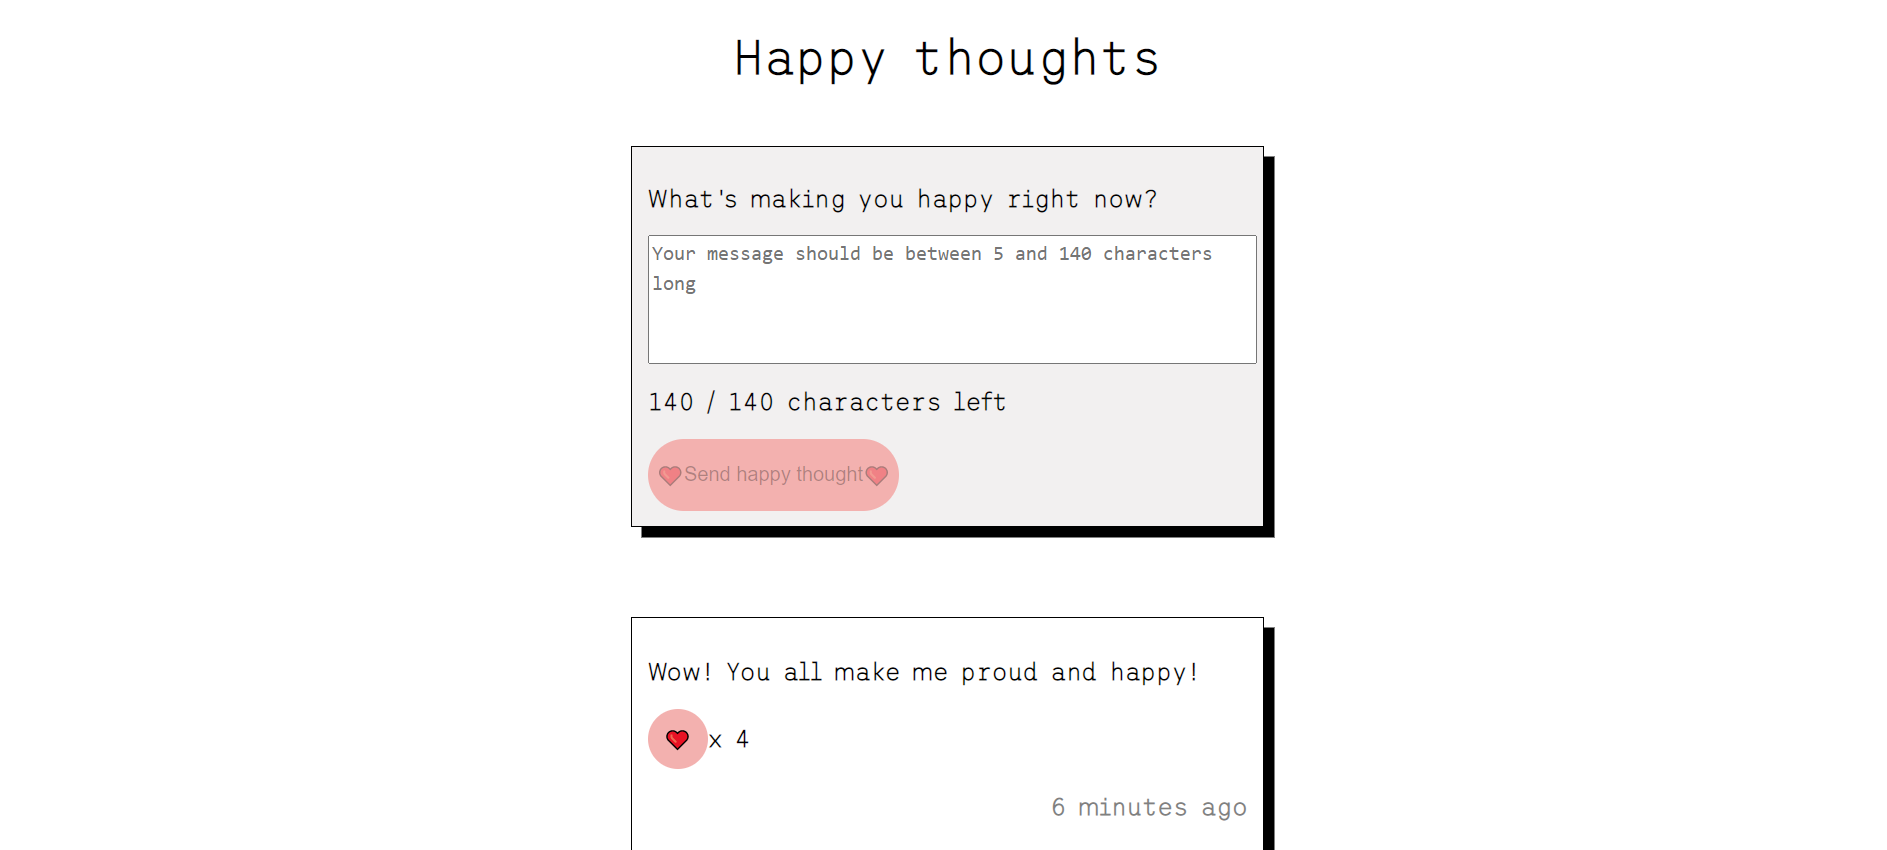 Happy thoughts
What's making you happy right now?
Your message should be between 5 and 140 characters
long
140 / 140 characters left
❤️Send happy thought❤️
Wow! You all make me proud and happy!
❤️x 4
6 minutes ago